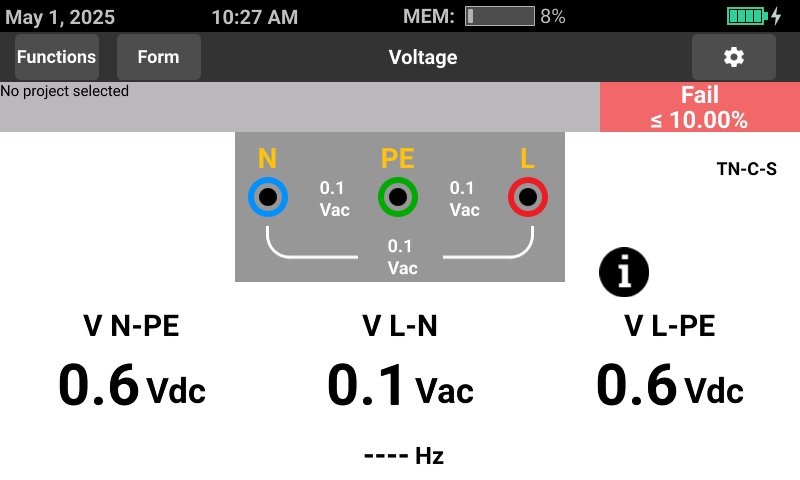 May 1, 2025 10:27 AM MEM: 8%
Functions Form Voltage
No project selected
Fail
≤ 10.00%
N PE L
TN-C-S
0.1 0.1
Vac Vac
0.1
Vac
i
V N-PE V L-N V L-PE
0.6 Vdc 0.1 Vac 0.6 Vdc
---- Hz